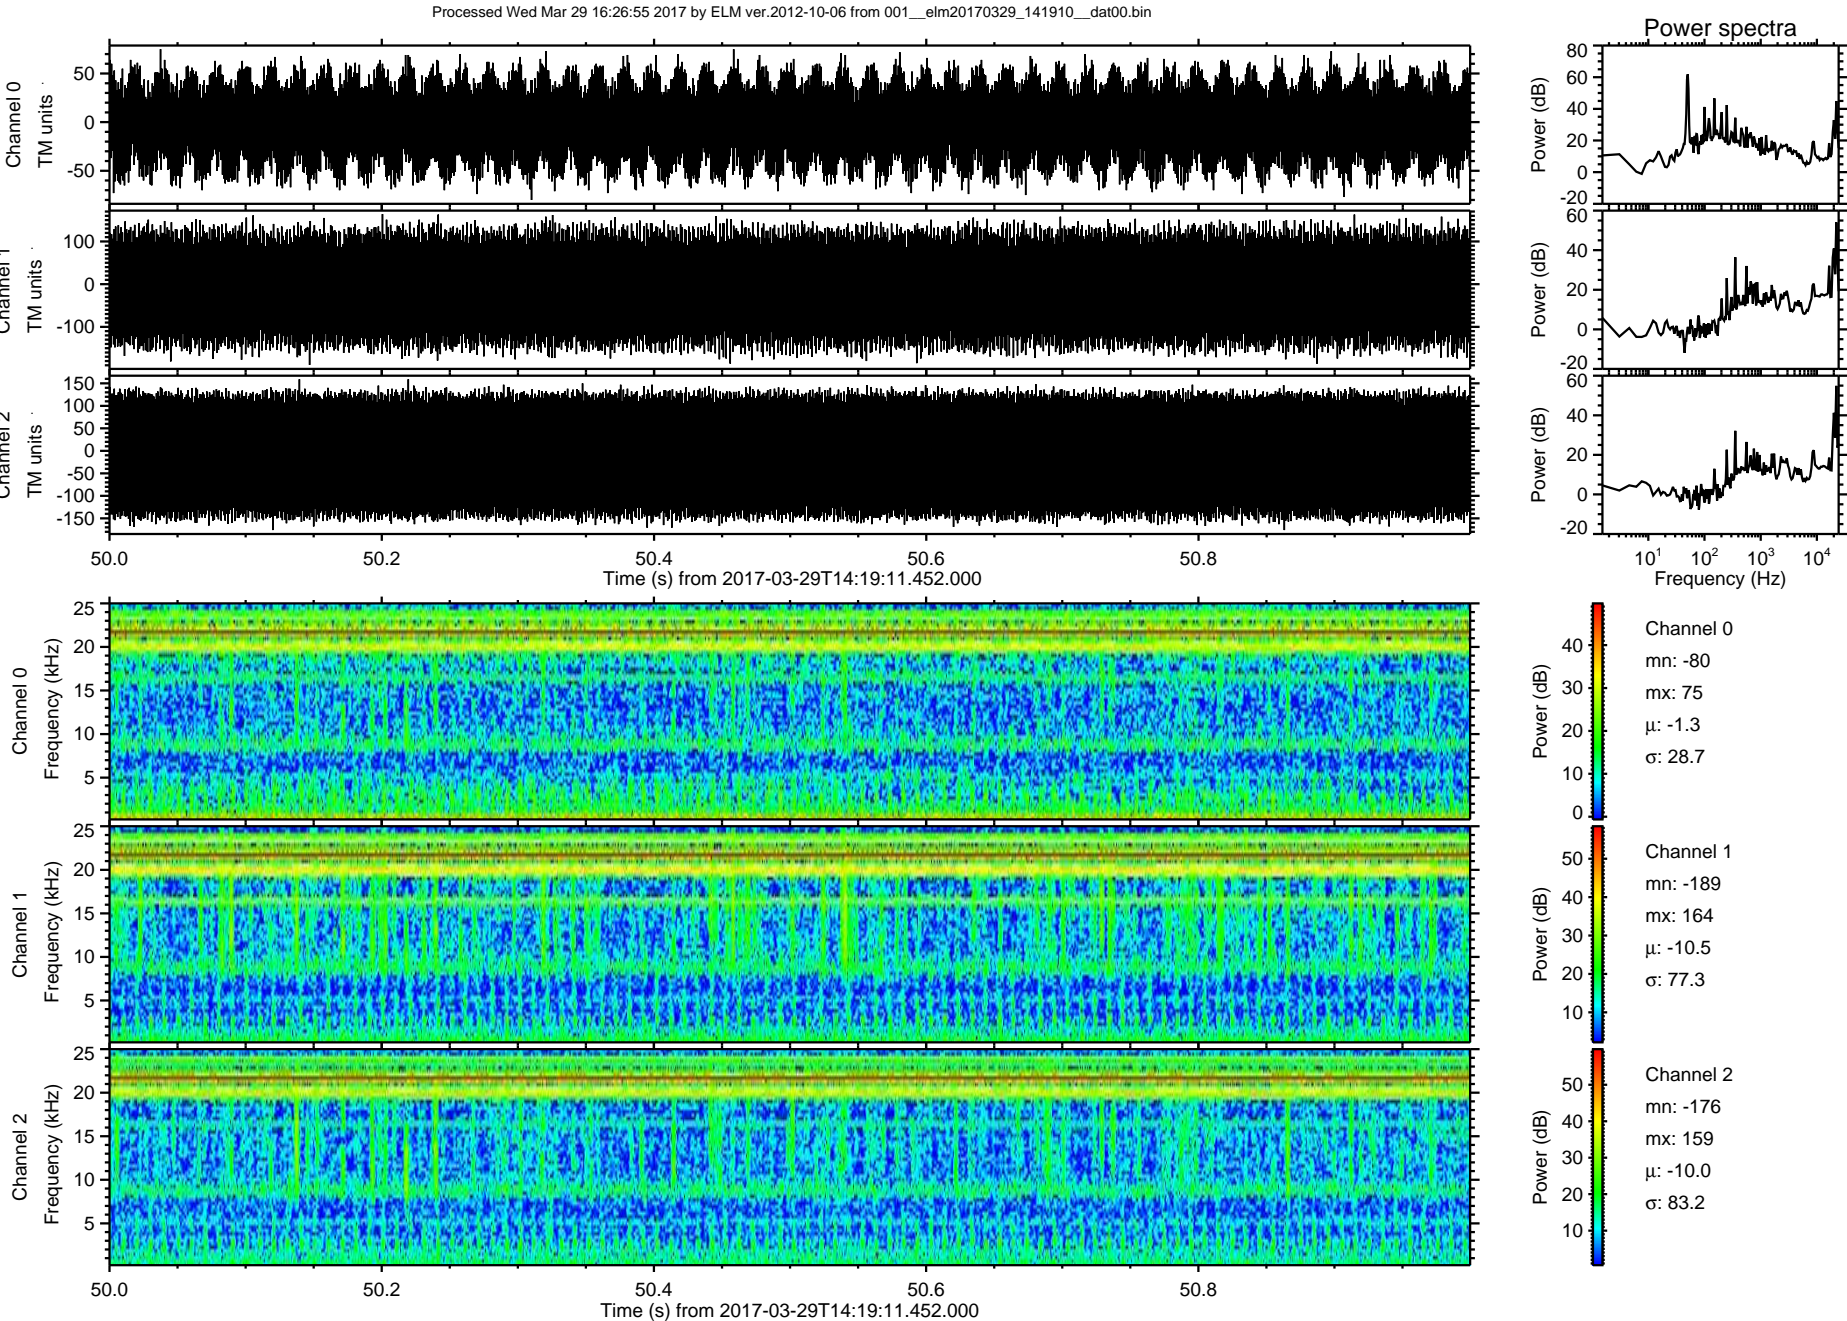 Processed Wed Mar 29 16:26:55 2017 by ELM ver.2012-10-06 from 001__elm20170329_141910__dat00.bin
Power spectra
Channel 0
TM units
50
0
-50
Power (dB)
80
60
40
20
0
-20
Channel 1
TM units
100
0
-100
Power (dB)
60
40
20
0
-20
Channel 2
TM units
150
100
50
0
-50
-100
-150
Power (dB)
60
40
20
0
-20
50.0 50.2 50.4 50.6 50.8
Time (s) from 2017-03-29T14:19:11.452.000
10¹ 10² 10³ 10⁴
Frequency (Hz)
Channel 0
Frequency (kHz)
25
20
15
10
5
Power (dB)
40
30
20
10
0
Channel 0
mn: -80
mx: 75
μ: -1.3
σ: 28.7
Channel 1
Frequency (kHz)
25
20
15
10
5
Power (dB)
50
40
30
20
10
Channel 1
mn: -189
mx: 164
μ: -10.5
σ: 77.3
Channel 2
Frequency (kHz)
25
20
15
10
5
Power (dB)
50
40
30
20
10
Channel 2
mn: -176
mx: 159
μ: -10.0
σ: 83.2
50.0 50.2 50.4 50.6 50.8
Time (s) from 2017-03-29T14:19:11.452.000